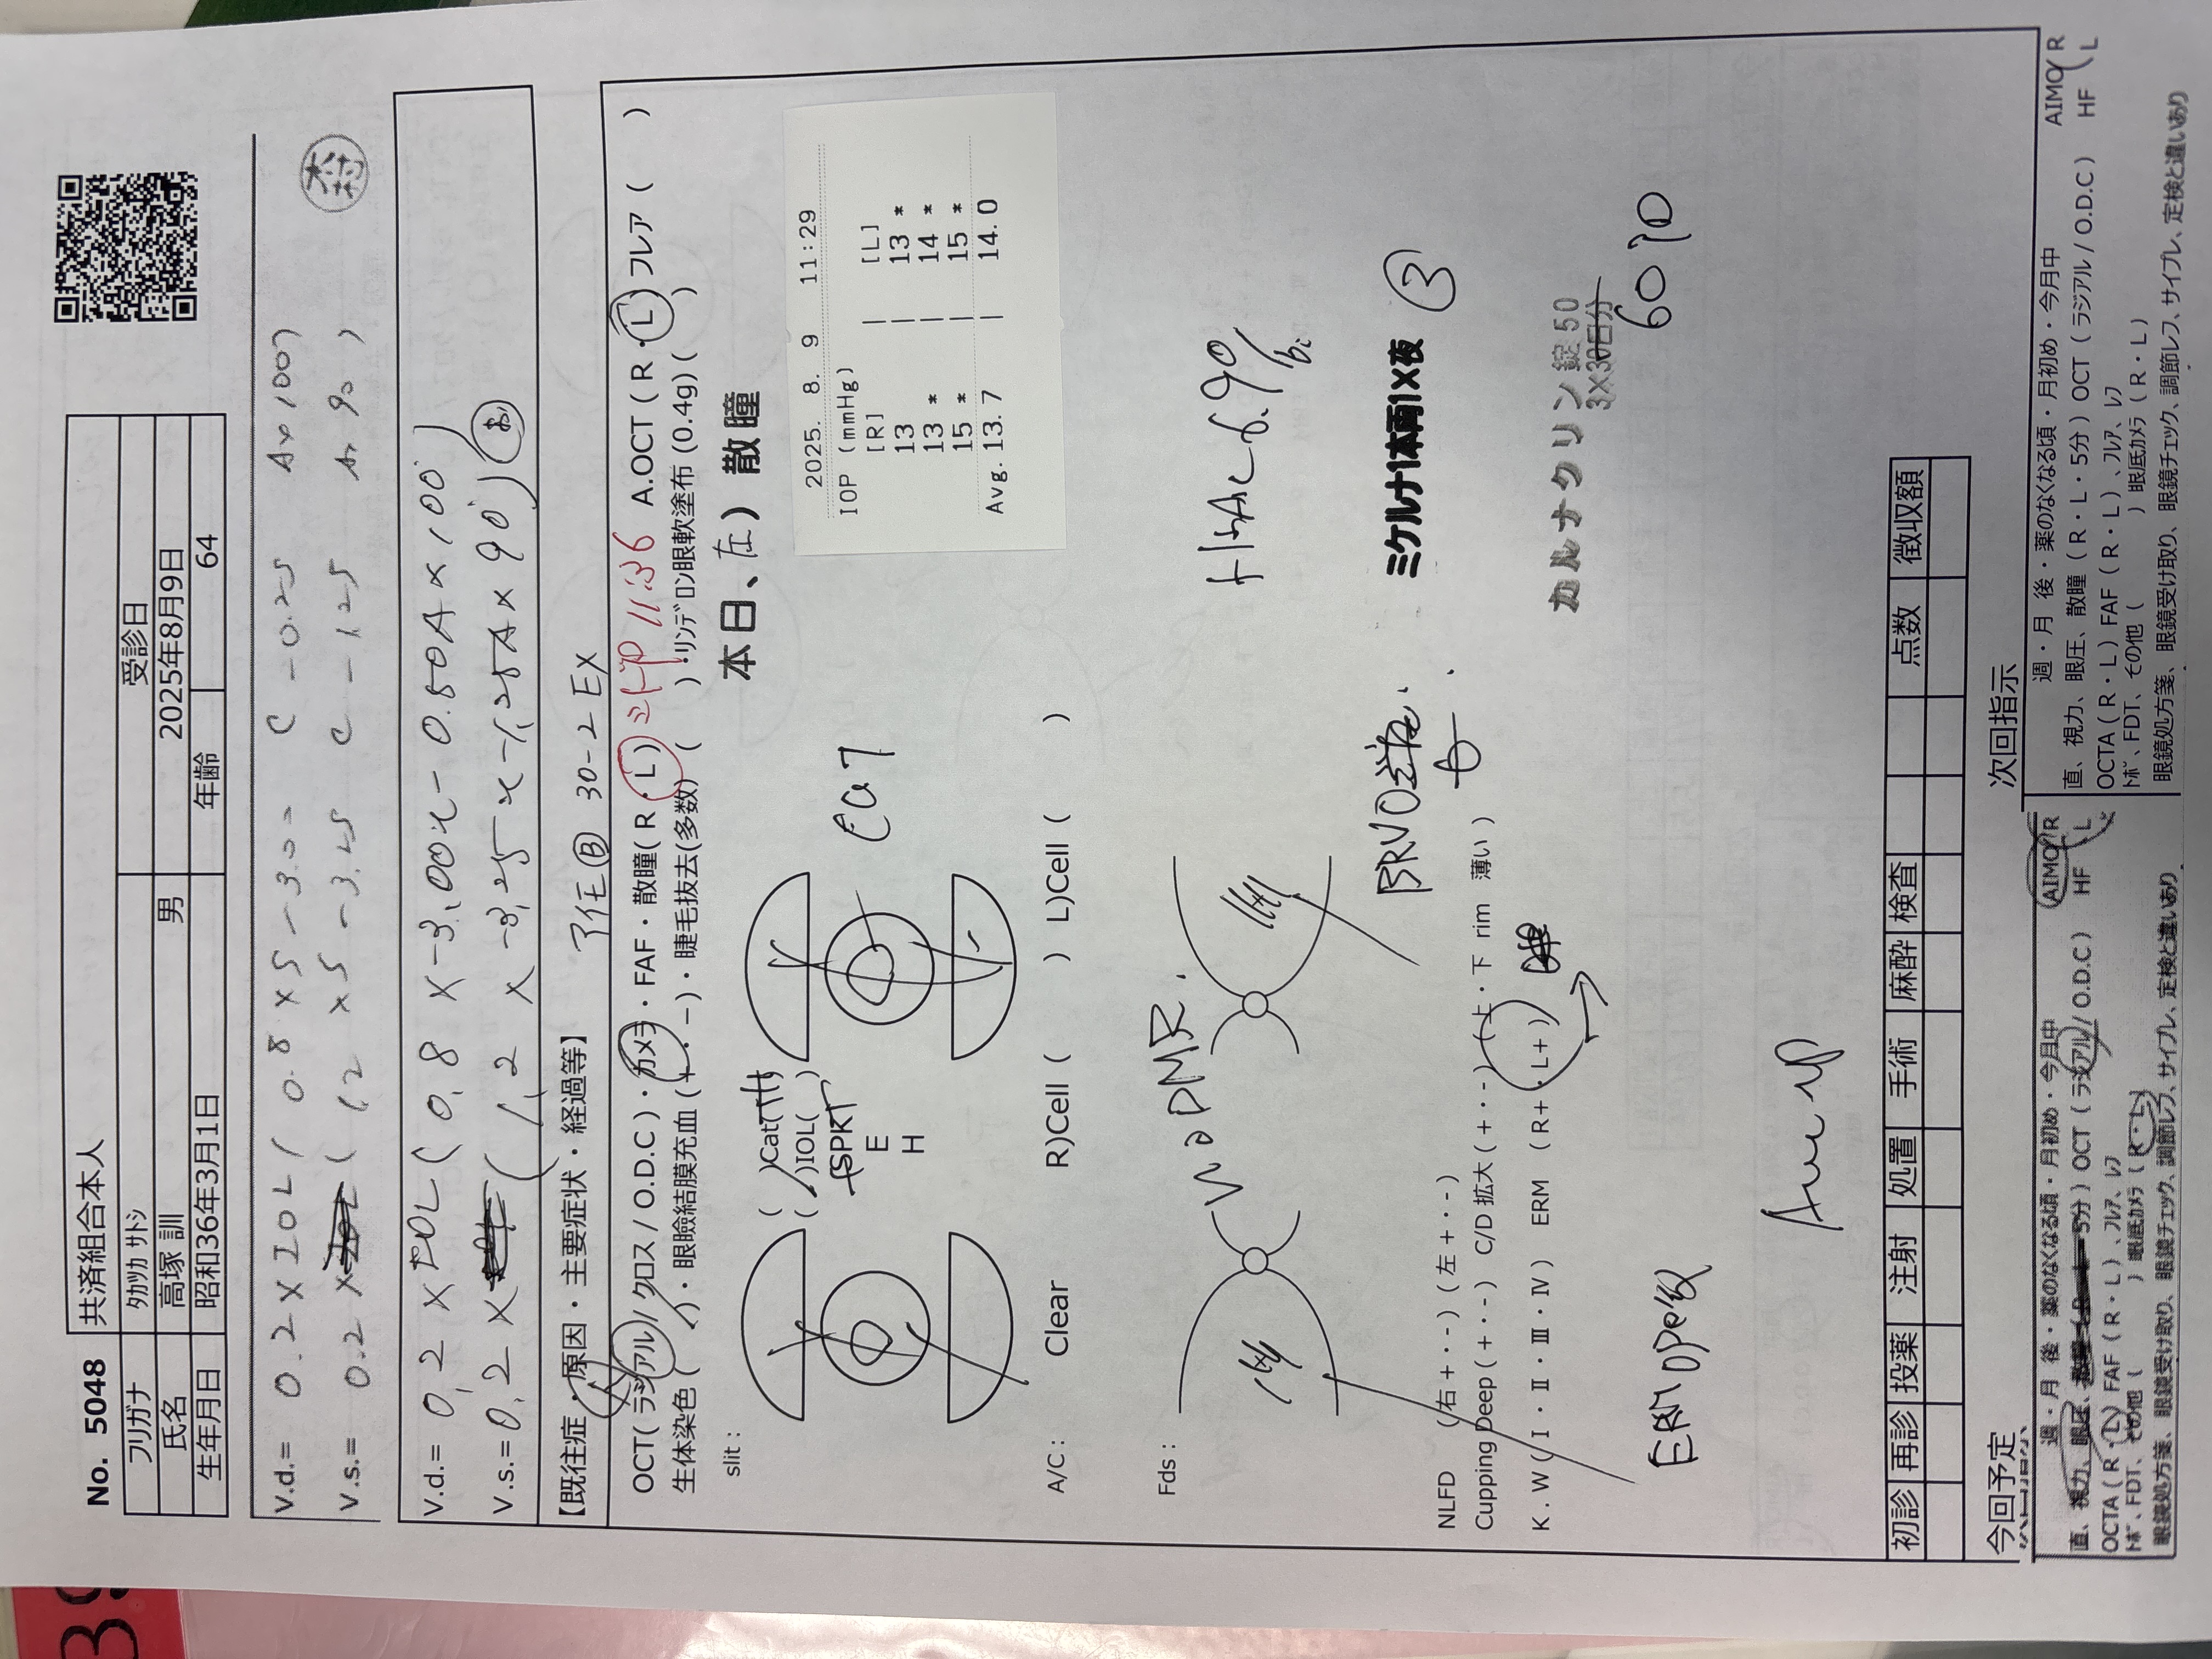 39
No. 5048 共済組合本人
フリガナ ﾀｶﾂｶ ｻﾄｼ 受診日
氏名 高塚 訓 男 2025年8月9日
生年月日 昭和36年3月1日 年齢 64
V.d.= 0.2 × IOL ( 0.8 × S -3.00 C -0.25 A× 100 )
V.s.= 0.2 × ( 1.2 × S -3.25 C -1.25 A× 90 )
木村
V.d.= 0.2 × IOL ( 0.8 × -3.00 -0.50 A× 100° )
V.s.= 0.2 × ( 1.2 × -3.25 -1.25 A× 90° )
【既往症・原因・主要症状・経過等】 アイモ Ⓑ 30-2 EX
OCT( ラジアル / クロス / O.D.C )・カメラ・FAF・散瞳( R・L ) ミドP 11:36 A.OCT ( R・L ) フレア ( )
生体染色 ( )・眼瞼結膜充血 (+・−)・睫毛抜去(多数) ( )・ﾘﾝﾃﾞﾛﾝ眼軟塗布 (0.4g) ( )
slit :
本日、左) 散瞳
( )Cat( )
( )IOL( )
SPK
E
H
2025. 8. 9 11:29
IOP (mmHg)
[R] | [L]
13 | 13 *
13 * | 14 *
15 * | 15 *
Avg. 13.7 | 14.0
A/C : Clear R)Cell ( ) L)Cell ( )
Fds :
no DMR.
HbA1c 6.9%
BRVO
ミケルナ1本両1×夜 ③
NLFD (右 +・-) (左 +・-)
Cupping Deep ( +・- ) C/D 拡大 ( +・- ) ( 上・下 rim 薄い )
K.W ( Ⅰ・Ⅱ・Ⅲ・Ⅳ ) ERM ( R+・L+ )
カルナクリン錠50
3×30日分
60
ERM ope後
初診 再診 投薬 注射 処置 手術 麻酔 検査 点数 徴収額
今回予定 次回指示
次回指示
週・月 後・薬のなくなる頃・月初め・今月中 AIMO R
直、視力、眼圧、散瞳 ( R・L・5分 ) OCT ( ラジアル / O.D.C ) HF L
OCTA ( R・L ) FAF ( R・L ) 、ﾌﾚｱ、ﾚﾌ
ﾄﾎﾟ、FDT、その他 ( ) 眼底ｶﾒﾗ ( R・L )
眼鏡処方箋、眼鏡受け取り、眼鏡チェック、調節レフ、サイプレ、定検と違いあり
週・月 後・薬のなくなる頃・月初め・今月中 AIMO R
直、視力、眼圧、散瞳 ( R・L・5分 ) OCT ( ラジアル / O.D.C ) HF L
OCTA ( R・L ) FAF ( R・L ) 、ﾌﾚｱ、ﾚﾌ
ﾄﾎﾟ、FDT、その他 ( ) 眼底ｶﾒﾗ ( R・L )
眼鏡処方箋、眼鏡受け取り、眼鏡チェック、調節レフ、サイプレ、定検と違いあり